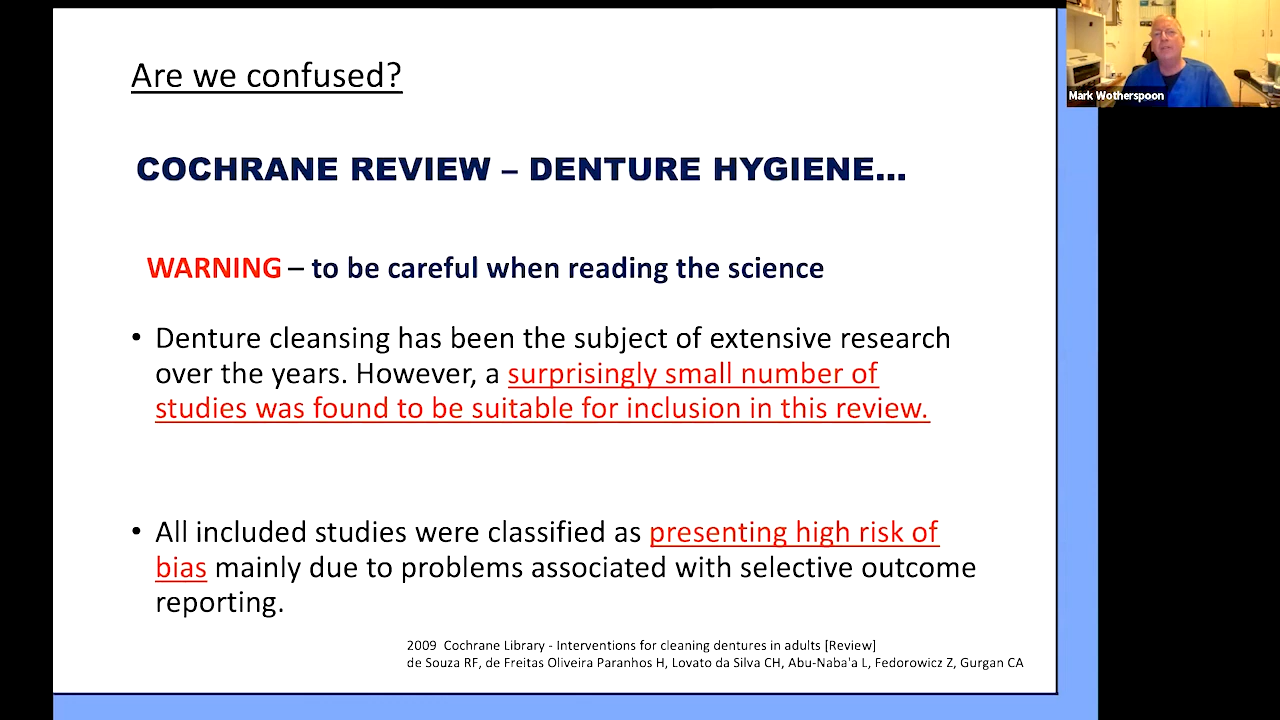 Are we confused?
Mark Wotherspoon
COCHRANE REVIEW – DENTURE HYGIENE...
WARNING – to be careful when reading the science
• Denture cleansing has been the subject of extensive research
over the years. However, a surprisingly small number of
studies was found to be suitable for inclusion in this review.
• All included studies were classified as presenting high risk of
bias mainly due to problems associated with selective outcome
reporting.
2009 Cochrane Library - Interventions for cleaning dentures in adults [Review]
de Souza RF, de Freitas Oliveira Paranhos H, Lovato da Silva CH, Abu-Naba'a L, Fedorowicz Z, Gurgan CA